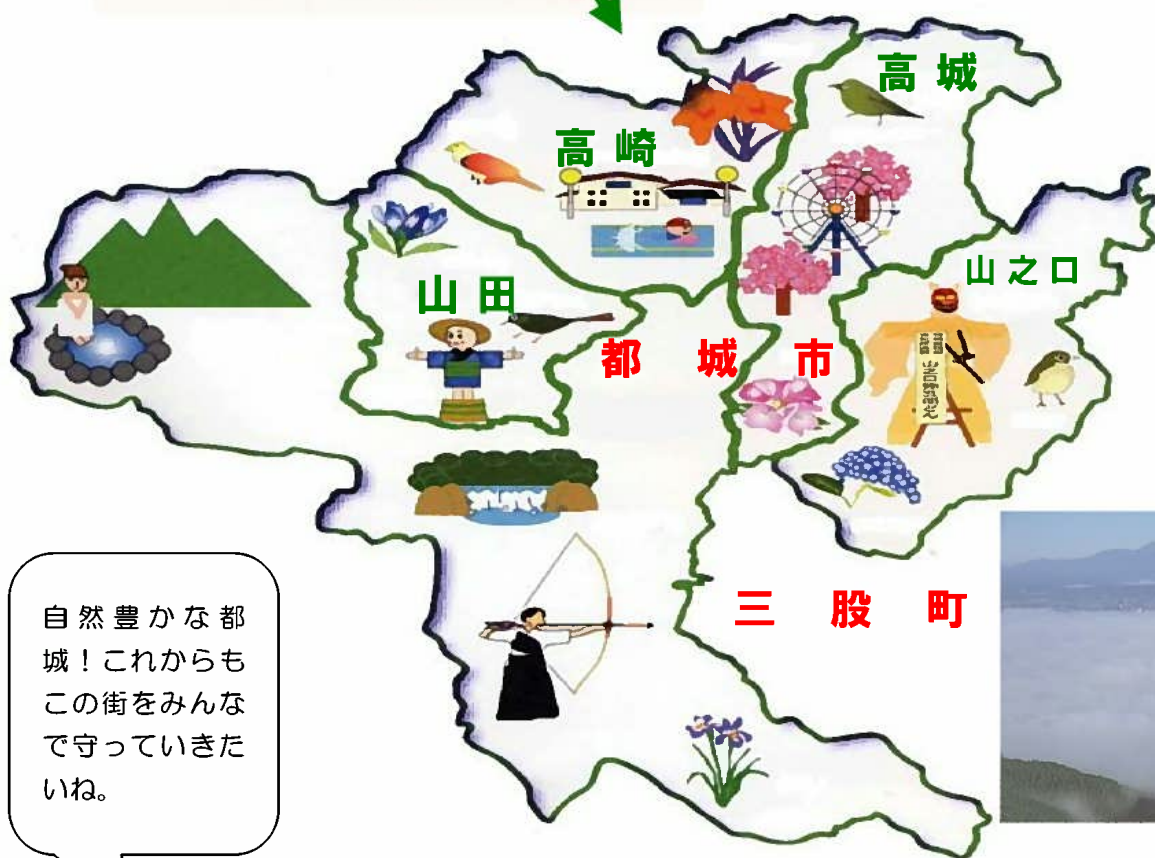 高城
高崎
山之口
山田
都城市
三股町
自然豊かな都
城！これからも
この街をみんな
で守っていきた
いね。